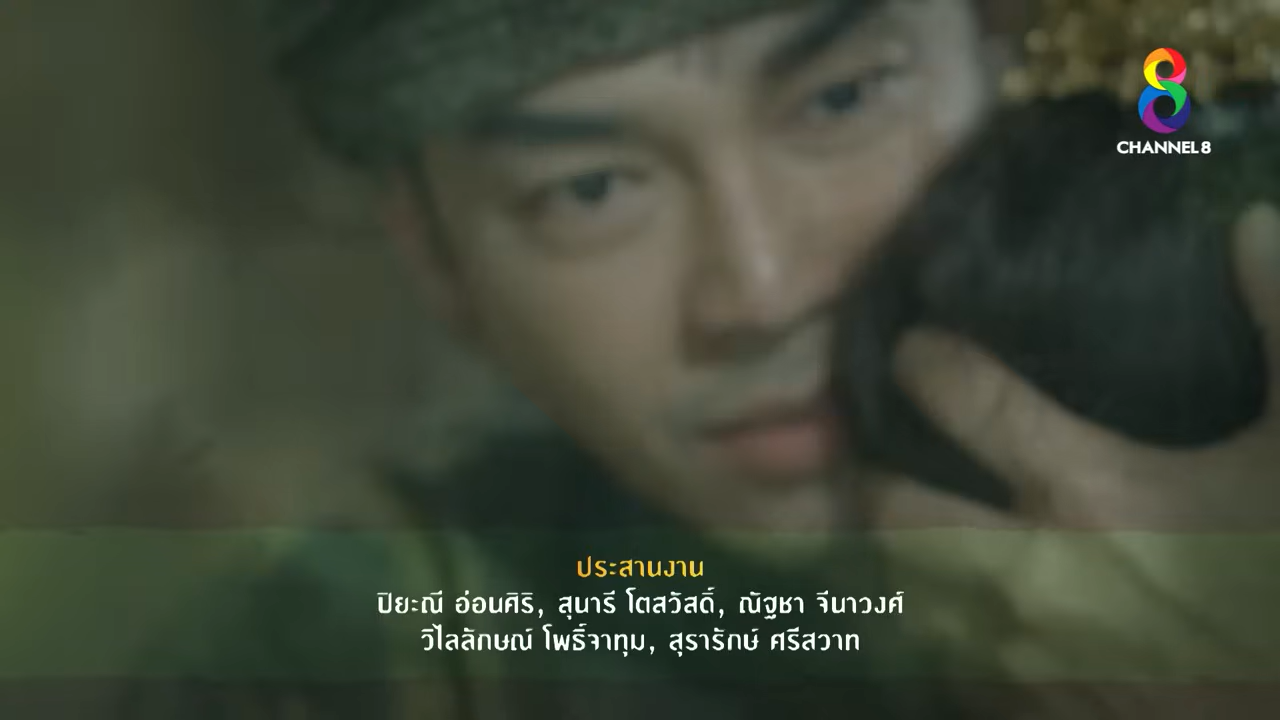 8
CHANNEL 8
ประสานงาน
ปิยะณี อ่อนศิริ, สุนารี โตสวัสดิ์, ณัฐชา จีนาวงศ์
วิไลลักษณ์ โพธิ์จาทุม, สุรารักษ์ ศรีสวาท